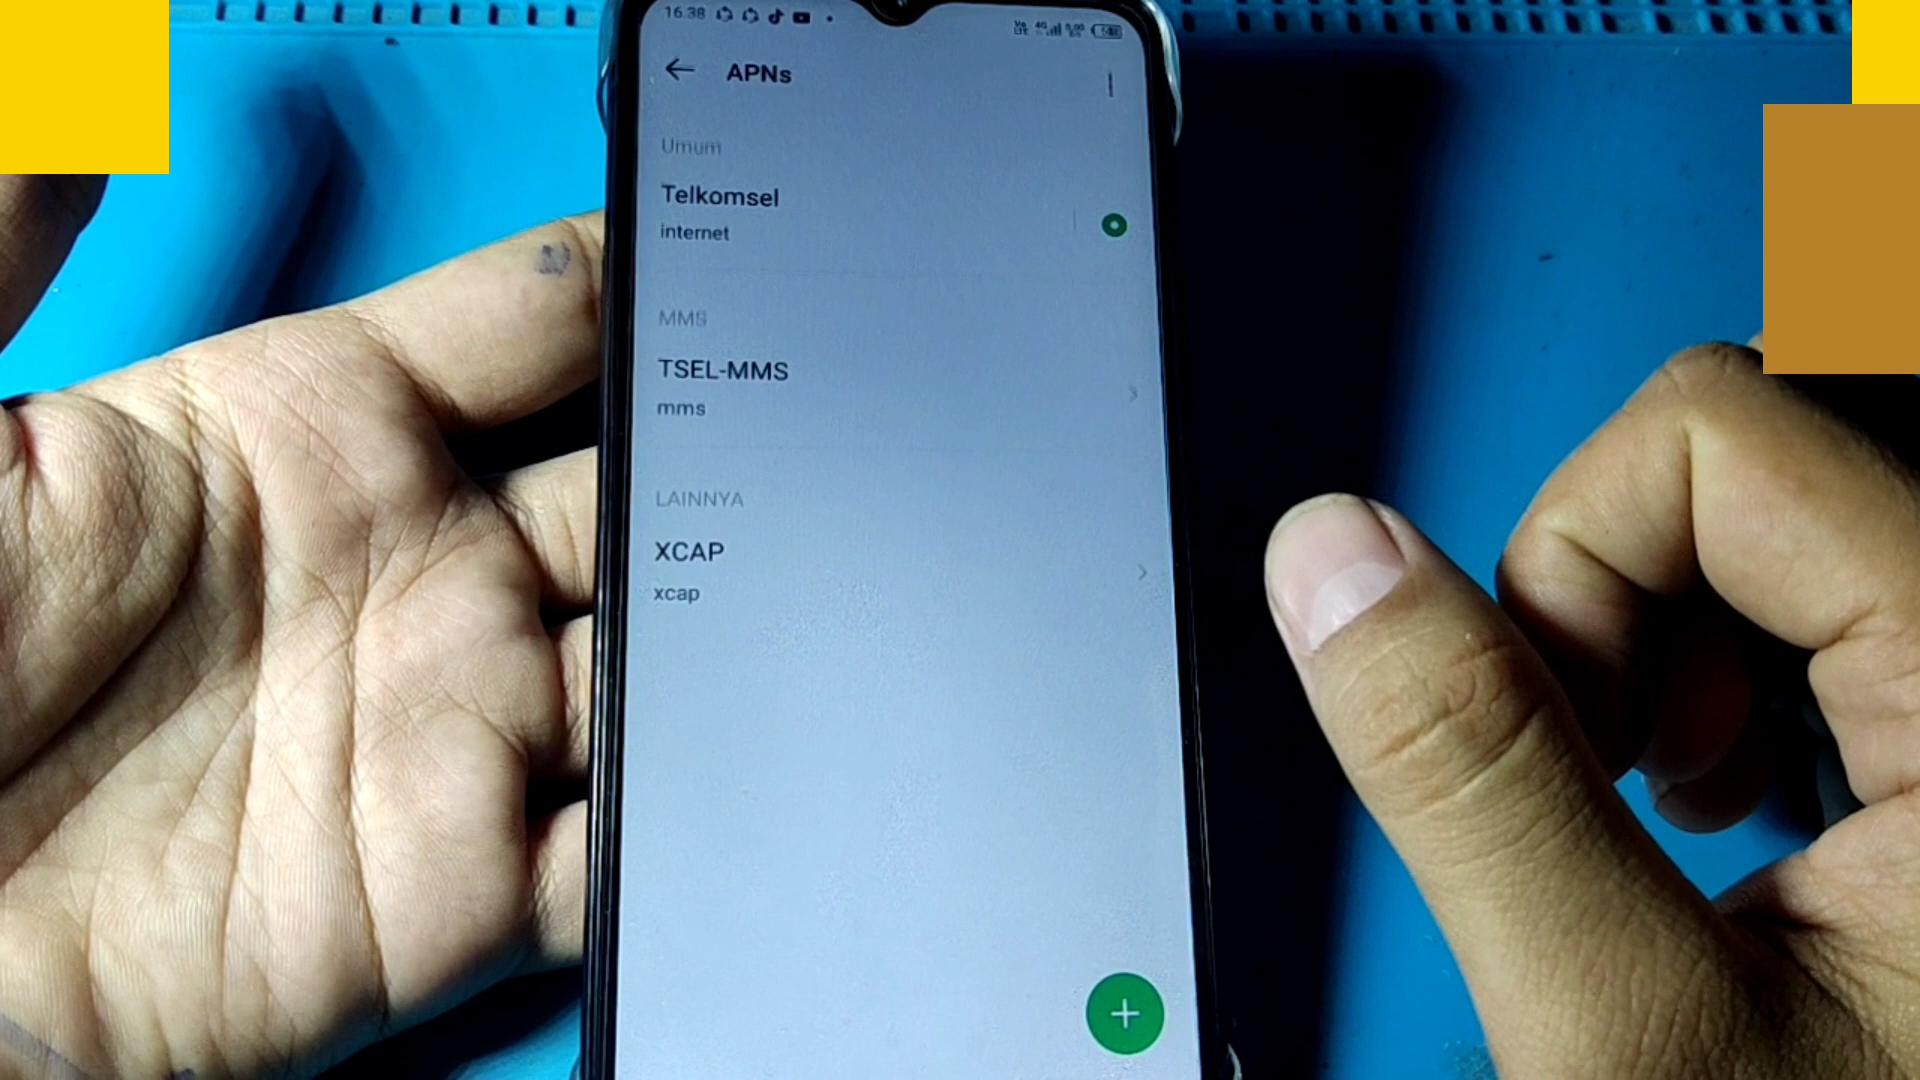 16.38
APNs
Umum
Telkomsel
internet
MMS
TSEL-MMS
mms
LAINNYA
XCAP
xcap